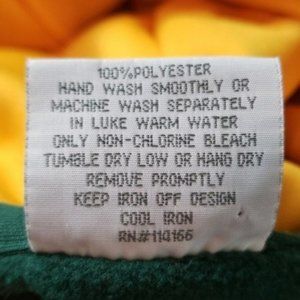 100%POLYESTER
HAND WASH SMOOTHLY OR
MACHINE WASH SEPARATELY
IN LUKE WARM WATER
ONLY NON-CHLORINE BLEACH
TUMBLE DRY LOW OR HANG DRY
REMOVE PROMPTLY
KEEP IRON OFF DESIGN
COOL IRON
RN#114166